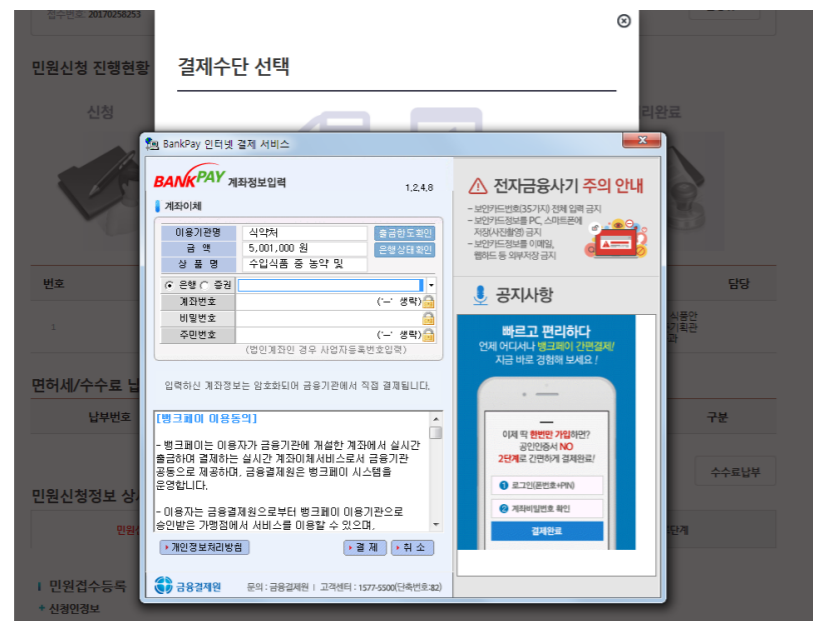 접수번호 20170258253
민원신청 진행현황
결제수단 선택
신청
리완료
BankPay 인터넷 결제 서비스
BANKPAY 계좌정보입력
1,2,4,8
계좌이체
이용기관명 식약처 출금한도확인
금 액 5,001,000 원 은행상태확인
상 품 명 수입식품 중 농약 및
은행 증권
계좌번호 ('—' 생략)
비밀번호
주민번호 ('—' 생략)
(법인계좌인 경우 사업자등록번호입력)
입력하신 계좌정보는 암호화되어 금융기관에서 직접 결제됩니다.
[뱅크페이 이용동의]
- 뱅크페이는 이용자가 금융기관에 개설한 계좌에서 실시간
출금하여 결제하는 실시간 계좌이체서비스로서 금융기관
공동으로 제공하며, 금융결제원은 뱅크페이 시스템을
운영합니다.
- 이용자는 금융결제원으로부터 뱅크페이 이용기관으로
승인받은 가맹점에서 서비스를 이용할 수 있으며,
개인정보처리방침
결 제
취 소
금융결제원 문의 : 금융결제원 | 고객센터 : 1577-5500(단축번호:82)
전자금융사기 주의 안내
- 보안카드번호(35가지) 전체 입력 금지
- 보안카드정보를 PC, 스마트폰에
저장(사진촬영) 금지
- 보안카드정보를 이메일,
웹하드 등 외부저장 금지
공지사항
빠르고 편리하다
언제 어디서나 뱅크페이 간편결제!
지금 바로 경험해 보세요 !
이제 딱 한번만 가입하면?
공인인증서 NO
2단계로 간편하게 결제완료!
1 로그인(폰번호+PIN)
2 계좌비밀번호 확인
결제완료
번호
담당
1
식품안
기획관
과
면허세/수수료 납
납부번호
구분
수수료납부
민원신청정보 상
민원
단계
민원접수등록
+ 신청인정보